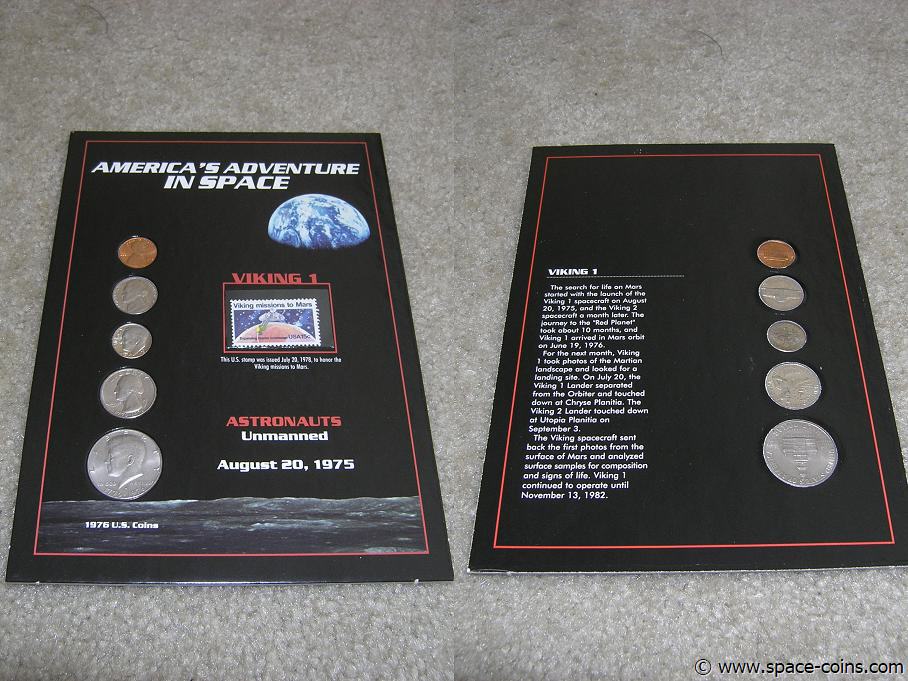 AMERICA'S ADVENTURE
IN SPACE
VIKING 1
Viking missions to Mars
USA15c
This U.S. stamp was issued July 20, 1978, to honor the
Viking missions to Mars.
ASTRONAUTS
Unmanned
August 20, 1975
1976 U.S. Coins
VIKING 1
The search for life on Mars
started with the launch of the
Viking 1 spacecraft on August
20, 1975, and the Viking 2
spacecraft a month later. The
journey to the "Red Planet"
took about 10 months, and
Viking 1 arrived in Mars orbit
on June 19, 1976.
For the next month, Viking
1 took photos of the Martian
landscape and looked for a
landing site. On July 20, the
Viking 1 Lander separated
from the Orbiter and touched
down at Chryse Planitia. The
Viking 2 Lander touched down
at Utopia Planitia on
September 3.
The Viking spacecraft sent
back the first photos from the
surface of Mars and analyzed
surface samples for composition
and signs of life. Viking 1
continued to operate until
November 13, 1982.
© www.space-coins.com